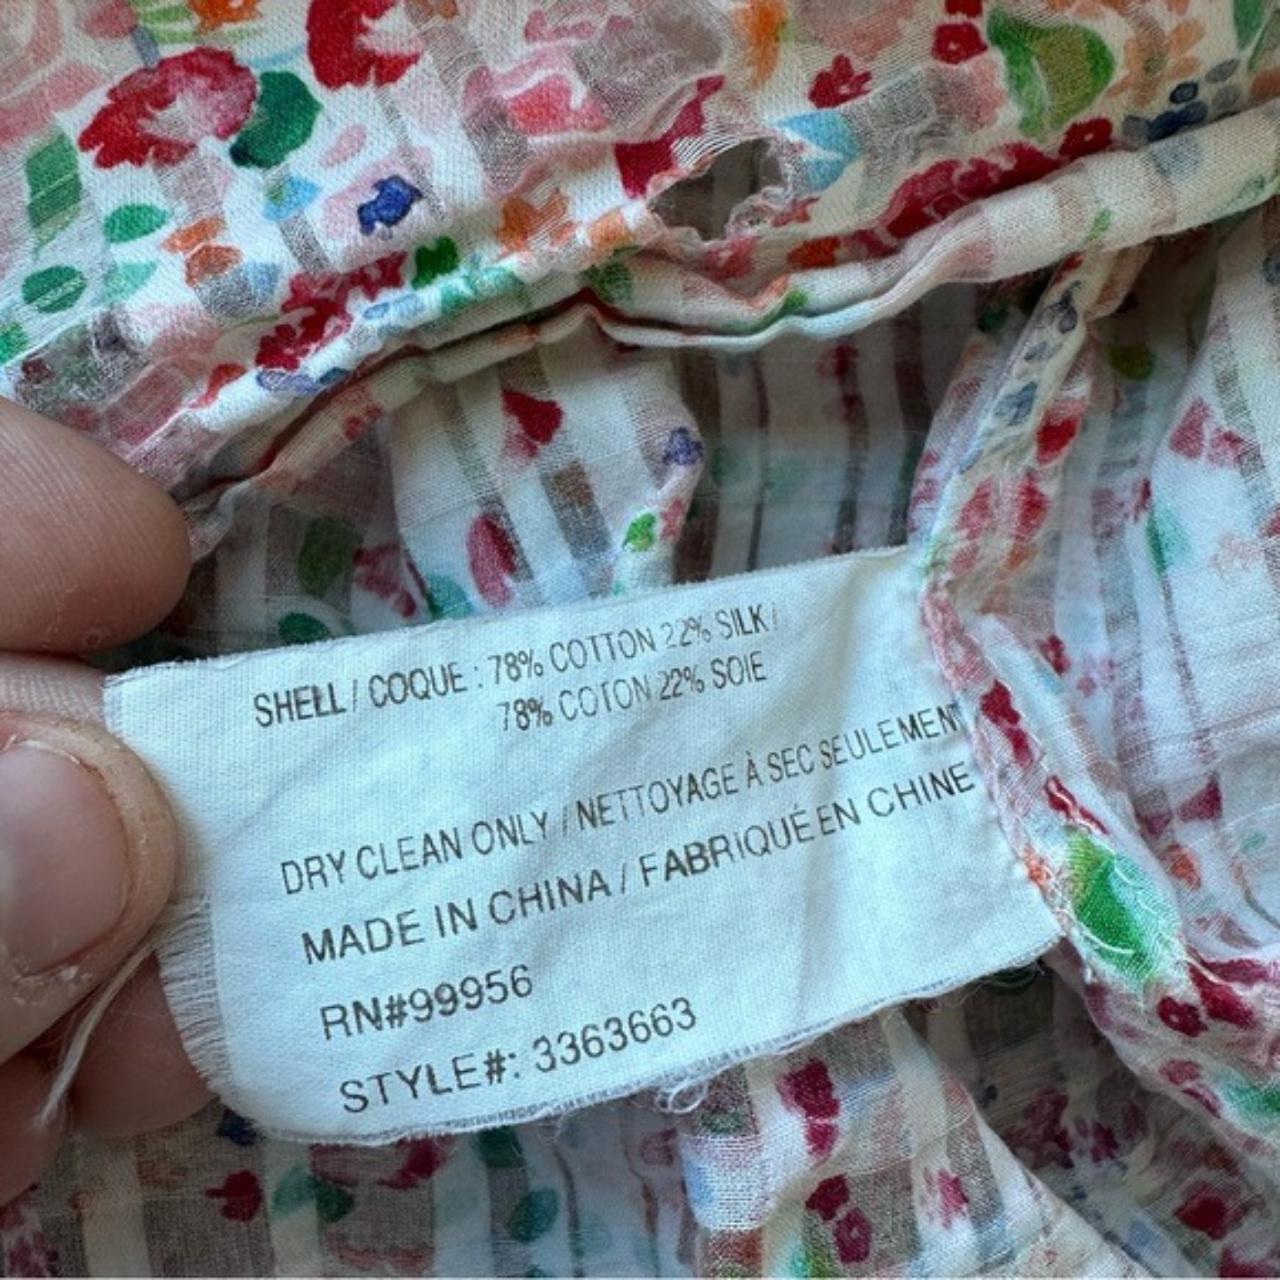 SHELL / COQUE : 78% COTTON 22% SILK /
78% COTON 22% SOIE
DRY CLEAN ONLY / NETTOYAGE À SEC SEULEMENT
MADE IN CHINA / FABRIQUÉ EN CHINE
RN#99956
STYLE#: 3363663